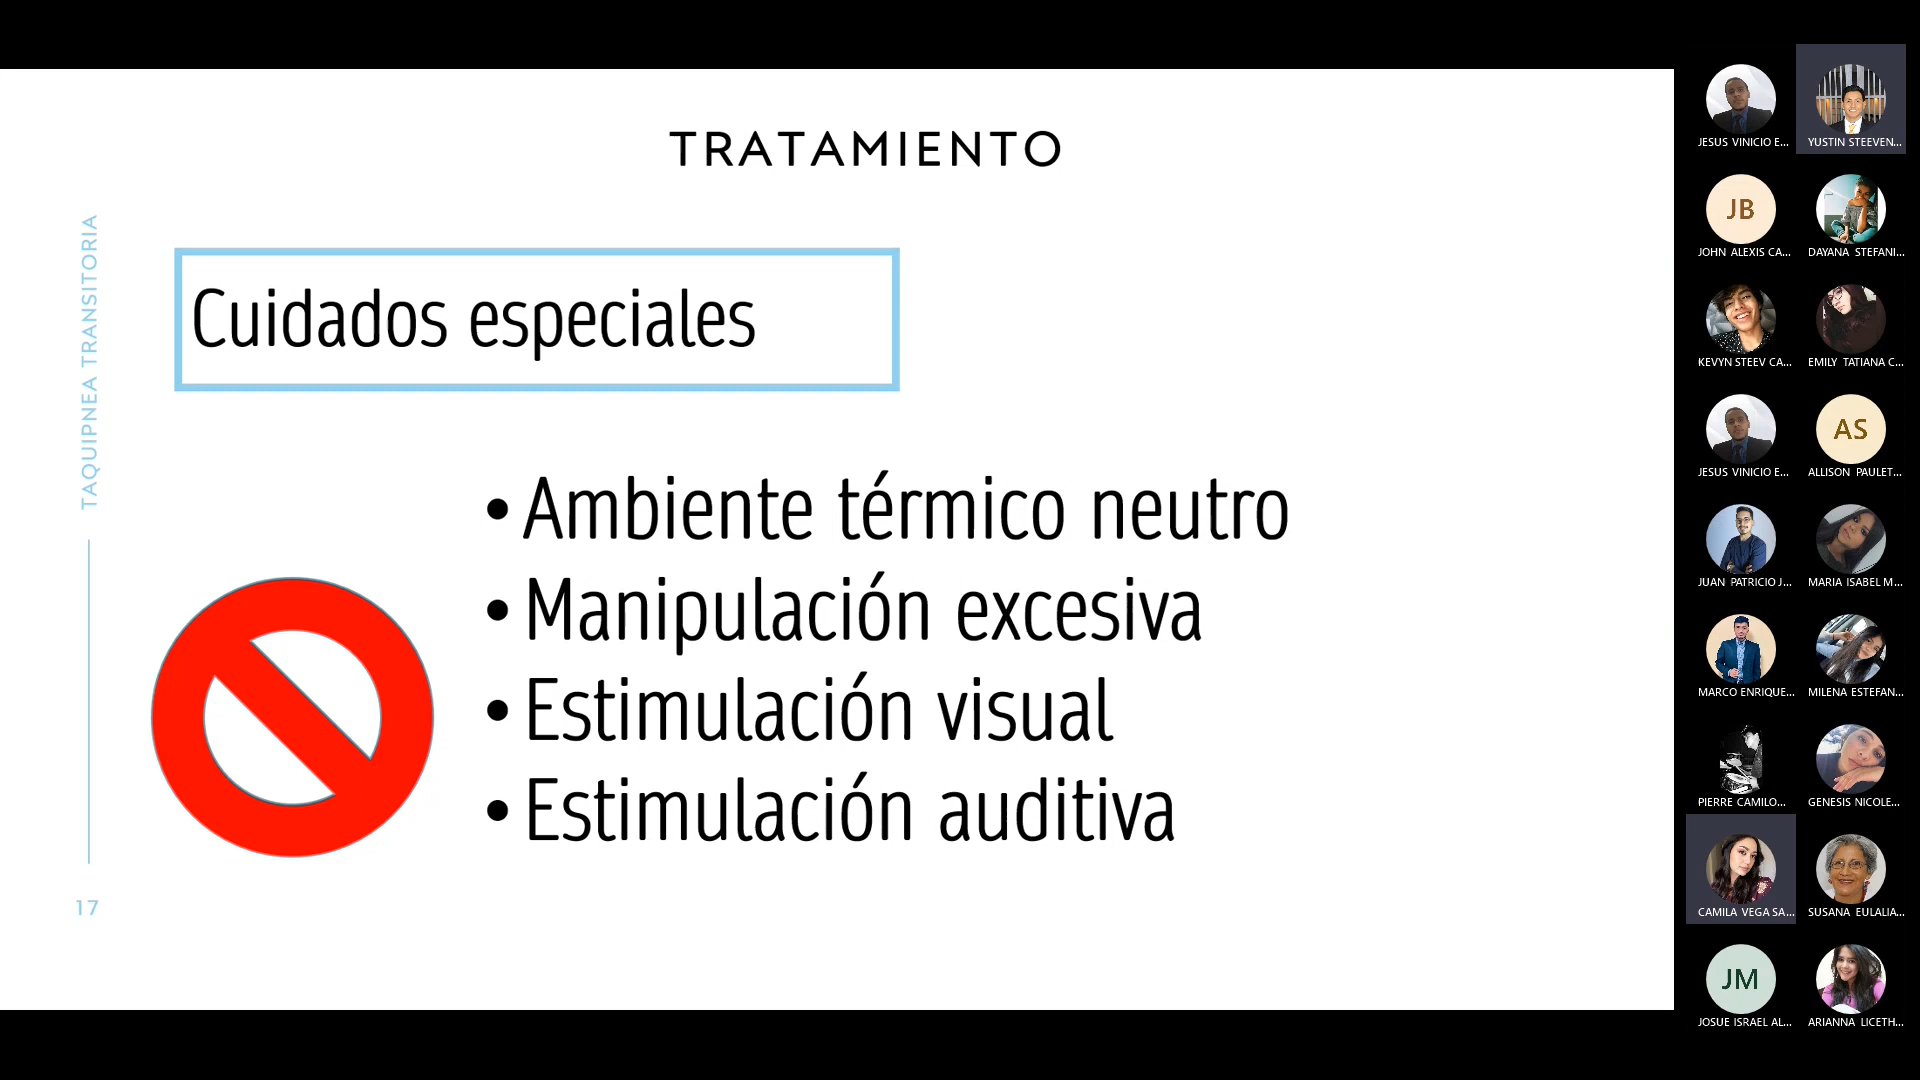 TRATAMIENTO
TAQUIPNEA TRANSITORIA
Cuidados especiales
• Ambiente térmico neutro
• Manipulación excesiva
• Estimulación visual
• Estimulación auditiva
17
JESUS VINICIO E...
YUSTIN STEEVEN...
JB
JOHN ALEXIS CA...
DAYANA STEFANI...
KEVYN STEEV CA...
EMILY TATIANA C...
JESUS VINICIO E...
AS
ALLISON PAULET...
JUAN PATRICIO J...
MARIA ISABEL M...
MARCO ENRIQUE...
MILENA ESTEFAN...
PIERRE CAMILO...
GENESIS NICOLE...
CAMILA VEGA SA...
SUSANA EULALIA...
JM
JOSUE ISRAEL AL...
ARIANNA LICETH...